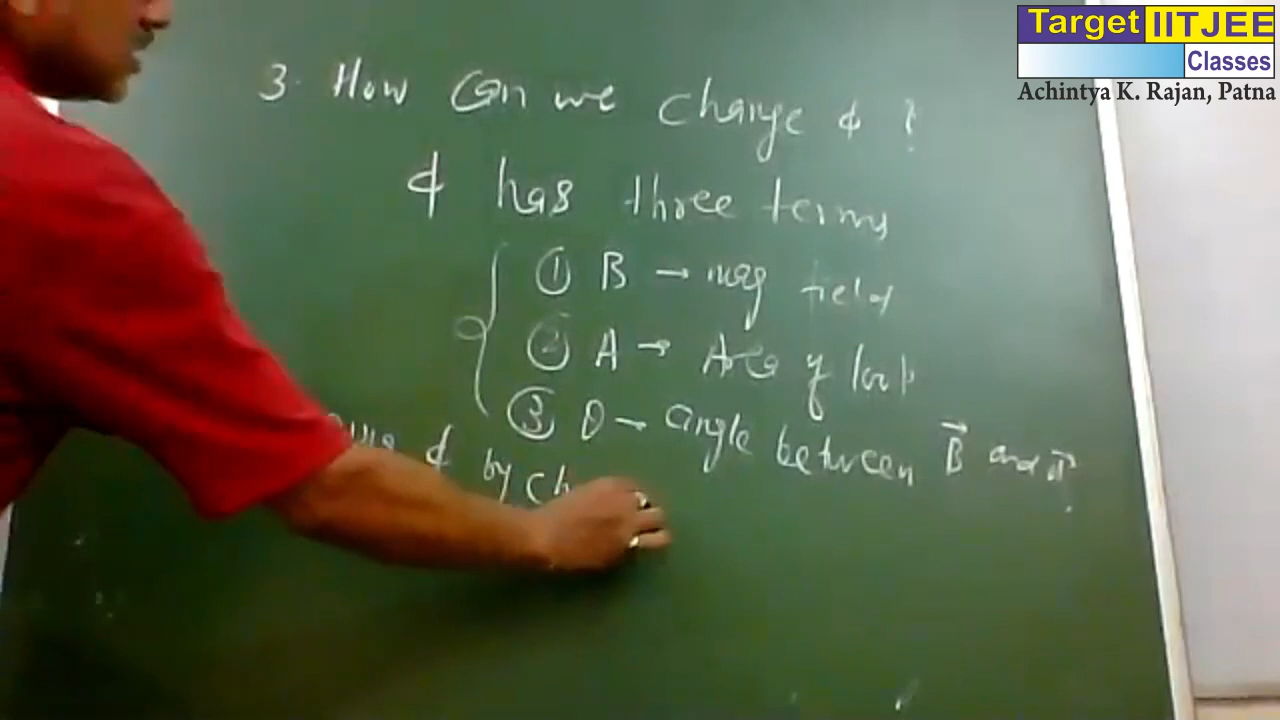 Target IITJEE
Classes
Achintya K. Rajan, Patna
3. How can we change ϕ ?
ϕ has three terms
① B → mag field
② A → Area of loop
③ θ → angle between B⃗ and A⃗
ϕ by ch